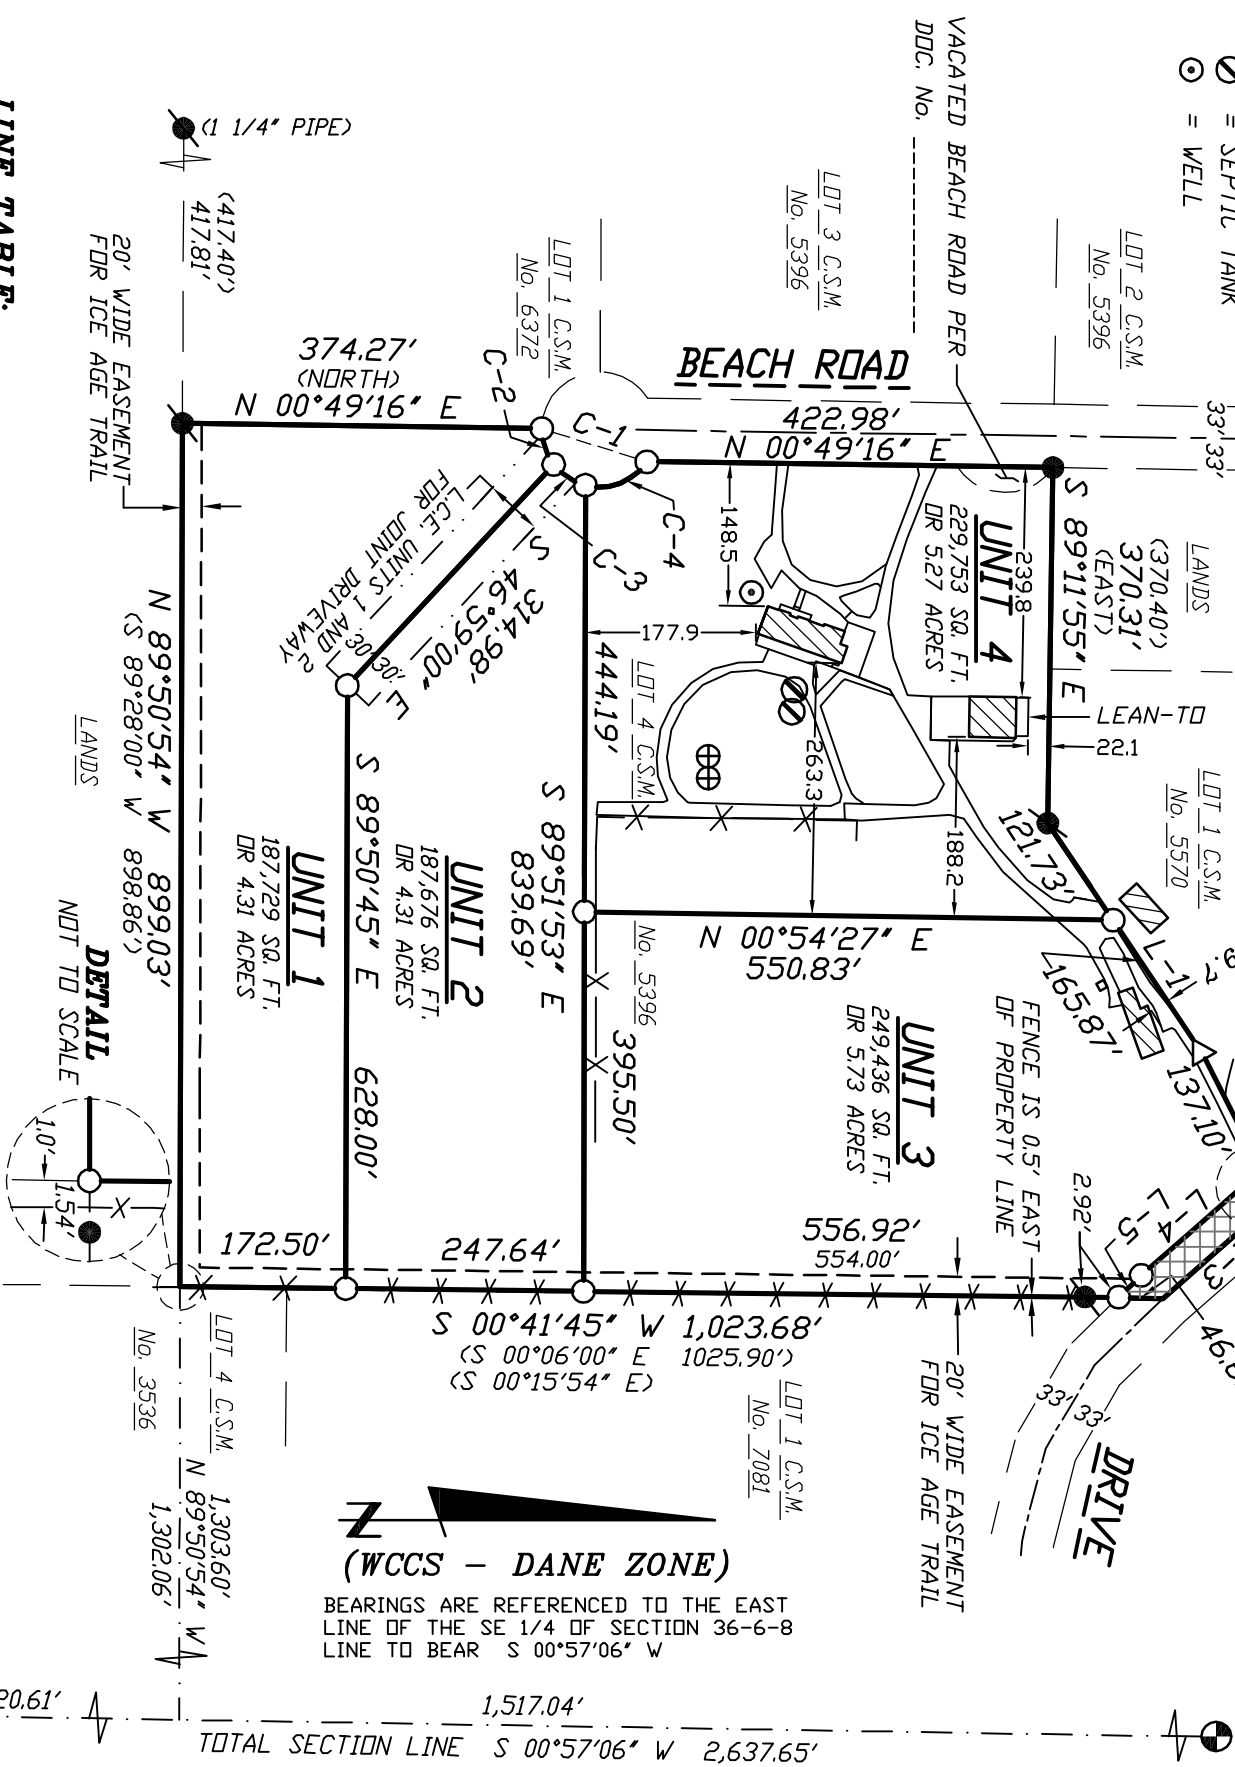 = SEPTIC TANK
= WELL
VACATED BEACH ROAD PER
DOC. No.
(1 1/4" PIPE)
(417.40')
417.81'
20' WIDE EASEMENT
FOR ICE AGE TRAIL
LOT 3 C.S.M.
No. 5396
LOT 2 C.S.M.
No. 5396
LOT 1 C.S.M.
No. 6372
LINE TABLE:
374.27'
(NORTH)
N 00°49'16" E
C-2
C-1
BEACH ROAD
422.98'
N 00°49'16" E
33' 33'
C-4
C-3
148.5
239.8
UNIT 4
229,753 SQ. FT.
OR 5.27 ACRES
S 89°11'55" E
(370.40')
370.31'
(EAST)
LANDS
L.C.E. UNITS 1 AND 2
FOR JOINT DRIVEWAY
30'
30'
S 46°59'00" E
314.98'
177.9
444.19'
LOT 4 C.S.M.
No. 5396
LEAN-TO
22.1
263.3
188.2
121.73'
LOT 1 C.S.M.
No. 5570
N 89°50'54" W 899.03'
(S 89°28'00" W 898.86')
LANDS
UNIT 1
187,729 SQ. FT.
OR 4.31 ACRES
S 89°50'45" E
628.00'
UNIT 2
187,676 SQ. FT.
OR 4.31 ACRES
S 89°51'53" E
839.69'
N 00°54'27" E
550.83'
L-1
165.87'
137.10'
395.50'
UNIT 3
249,436 SQ. FT.
OR 5.73 ACRES
FENCE IS 0.5' EAST
OF PROPERTY LINE
2.92'
L-4
L-5
DETAIL
NOT TO SCALE
1.0'
1.54'
172.50'
247.64'
556.92'
554.00'
S 00°41'45" W 1,023.68'
(S 00°06'00" E 1025.90')
(S 00°15'54" E)
20' WIDE EASEMENT
FOR ICE AGE TRAIL
33' 33'
DRIVE
LOT 4 C.S.M.
No. 3536
LOT 1 C.S.M.
No. 7081
1,303.60'
N 89°50'54" W
1,302.06'
N
(WCCS - DANE ZONE)
BEARINGS ARE REFERENCED TO THE EAST
LINE OF THE SE 1/4 OF SECTION 36-6-8
LINE TO BEAR S 00°57'06" W
20.61'
1,517.04'
TOTAL SECTION LINE S 00°57'06" W 2,637.65'